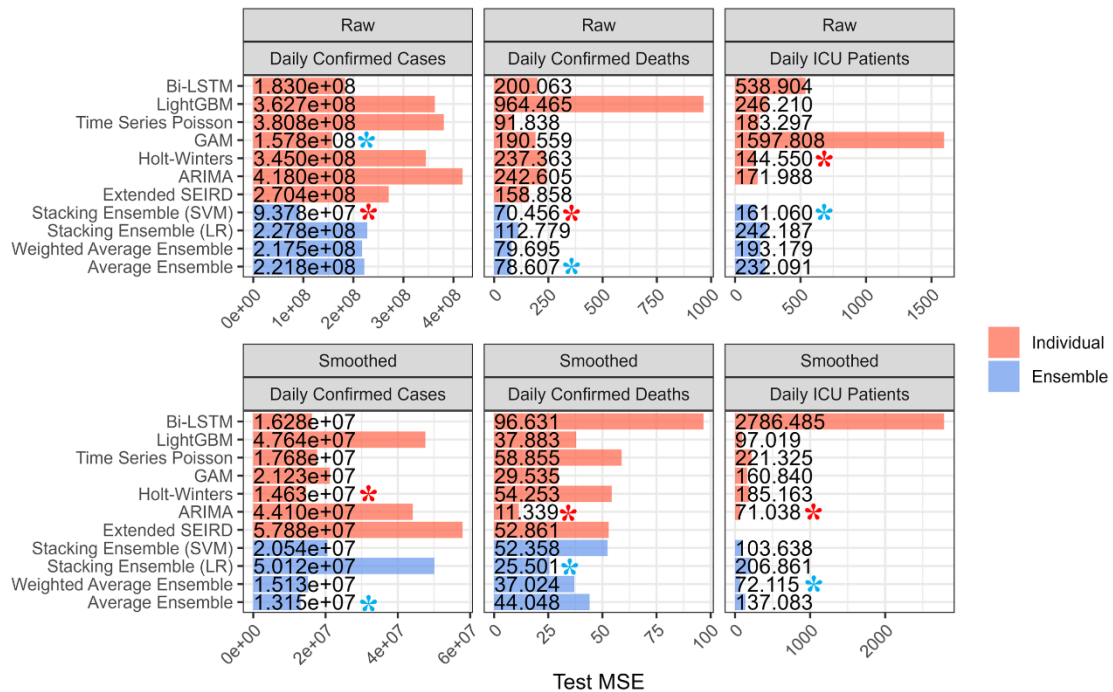 Raw Raw Raw
Daily Confirmed Cases Daily Confirmed Deaths Daily ICU Patients
Bi-LSTM 1.830e+08 200.063 538.904
LightGBM 3.627e+08 964.465 246.210
Time Series Poisson 3.808e+08 91.838 183.297
GAM 1.578e+08 * 190.559 1597.808
Holt-Winters 3.450e+08 237.363 144.550 *
ARIMA 4.180e+08 242.605 171.988
Extended SEIRD 2.704e+08 158.858
Stacking Ensemble (SVM) 9.378e+07 * 70.456 * 161.060 *
Stacking Ensemble (LR) 2.278e+08 112.779 242.187
Weighted Average Ensemble 2.175e+08 79.695 193.179
Average Ensemble 2.218e+08 78.607 * 232.091
0e+00 1e+08 2e+08 3e+08 4e+08 0 250 500 750 1000 0 500 1000 1500
Individual
Ensemble
Smoothed Smoothed Smoothed
Daily Confirmed Cases Daily Confirmed Deaths Daily ICU Patients
Bi-LSTM 1.628e+07 96.631 2786.485
LightGBM 4.764e+07 37.883 97.019
Time Series Poisson 1.768e+07 58.855 221.325
GAM 2.123e+07 29.535 160.840
Holt-Winters 1.463e+07 * 54.253 185.163
ARIMA 4.410e+07 11.339 * 71.038 *
Extended SEIRD 5.788e+07 52.861
Stacking Ensemble (SVM) 2.054e+07 52.358 103.638
Stacking Ensemble (LR) 5.012e+07 25.501 * 206.861
Weighted Average Ensemble 1.513e+07 37.024 72.115 *
Average Ensemble 1.315e+07 * 44.048 137.083
0e+00 2e+07 4e+07 6e+07 0 25 50 75 100 0 1000 2000
Test MSE